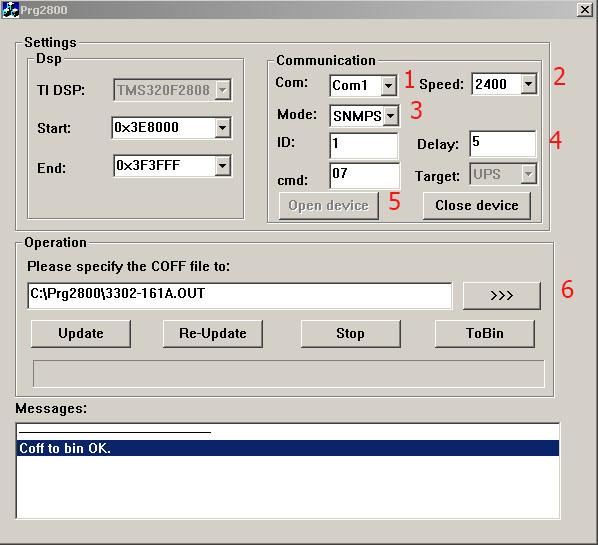 Prg2800
Settings
Dsp
TI DSP: TMS320F2808
Start: 0x3E8000
End: 0x3F3FFF
Communication
Com: Com1 1 Speed: 2400 2
Mode: SNMPS 3
ID: 1 Delay: 5 4
cmd: 07 Target: UPS
Open device 5 Close device
Operation
Please specify the COFF file to:
C:\Prg2800\3302-161A.OUT >>> 6
Update Re-Update Stop ToBin
Messages:
Coff to bin OK.